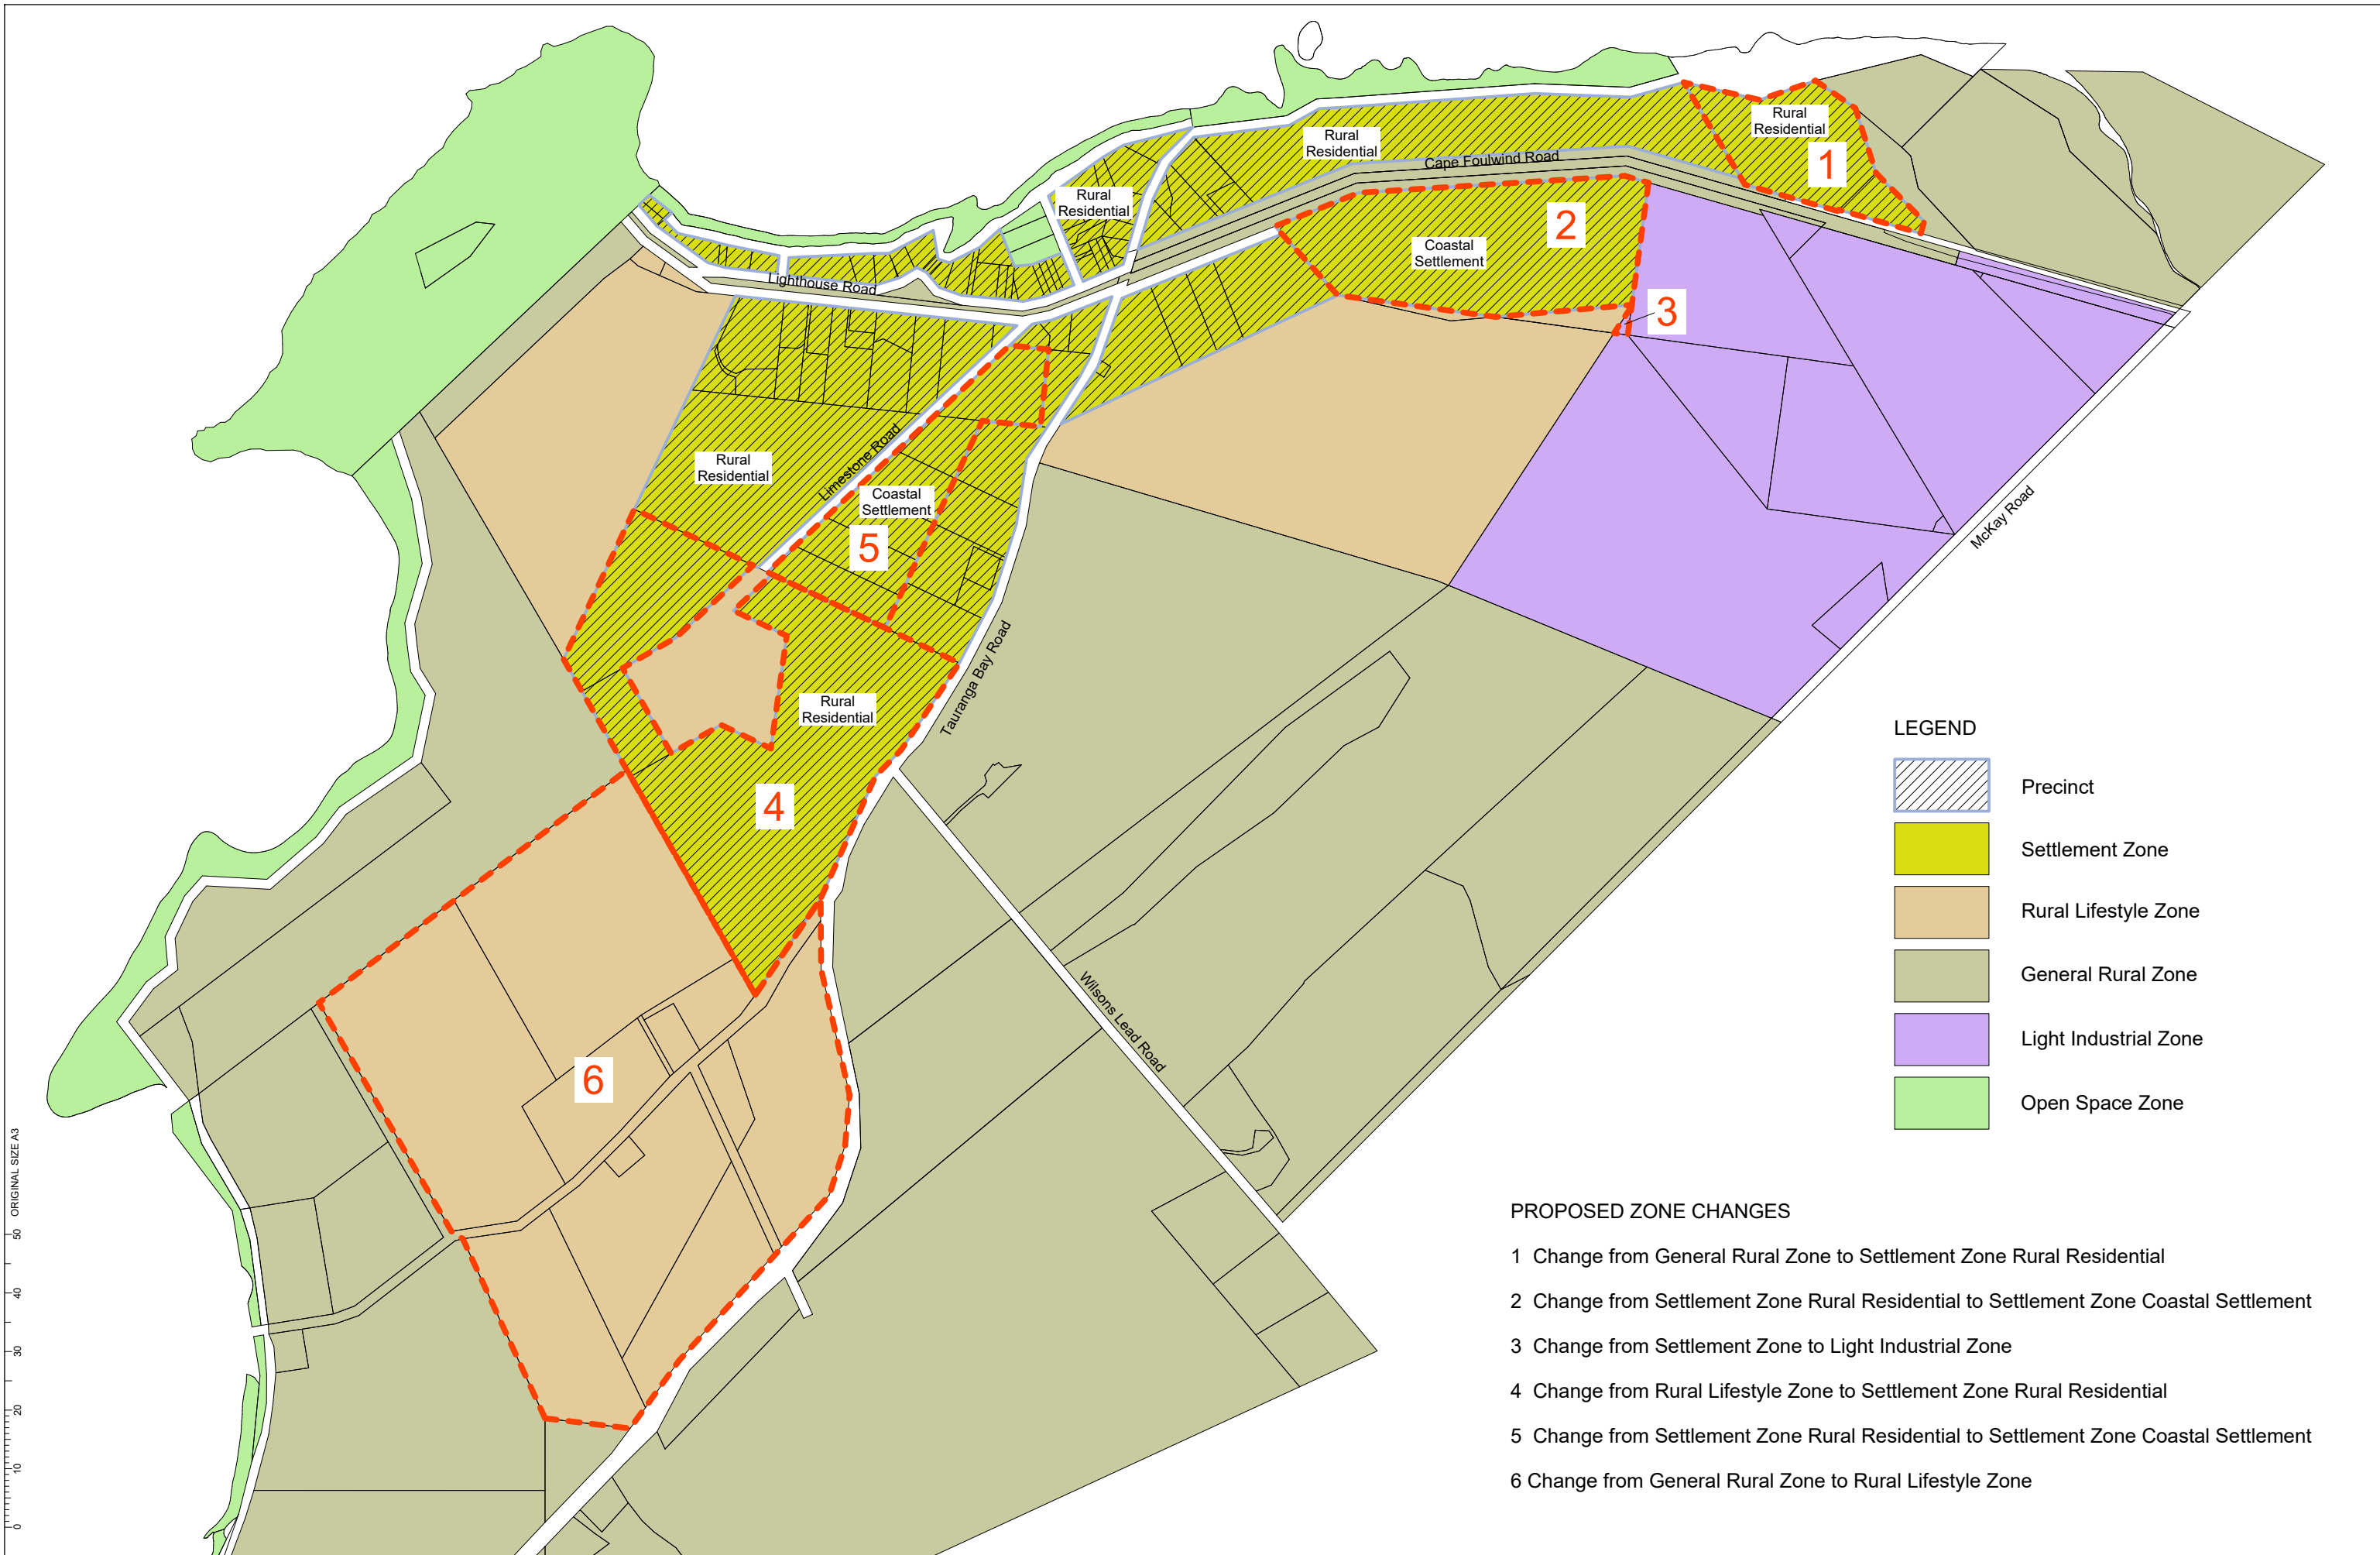 Rural
Residential
1
Rural
Residential
Cape Foulwind Road
2
Rural
Residential
Coastal
Settlement
Lighthouse Road
3
Rural
Residential
Limestone Road
Coastal
Settlement
5
McKay Road
Rural
Residential
Tauranga Bay Road
4
Wilsons Lead Road
6
LEGEND
Precinct
Settlement Zone
Rural Lifestyle Zone
General Rural Zone
Light Industrial Zone
Open Space Zone
PROPOSED ZONE CHANGES
1 Change from General Rural Zone to Settlement Zone Rural Residential
2 Change from Settlement Zone Rural Residential to Settlement Zone Coastal Settlement
3 Change from Settlement Zone to Light Industrial Zone
4 Change from Rural Lifestyle Zone to Settlement Zone Rural Residential
5 Change from Settlement Zone Rural Residential to Settlement Zone Coastal Settlement
6 Change from General Rural Zone to Rural Lifestyle Zone
ORIGINAL SIZE A3
50
40
30
20
10
0